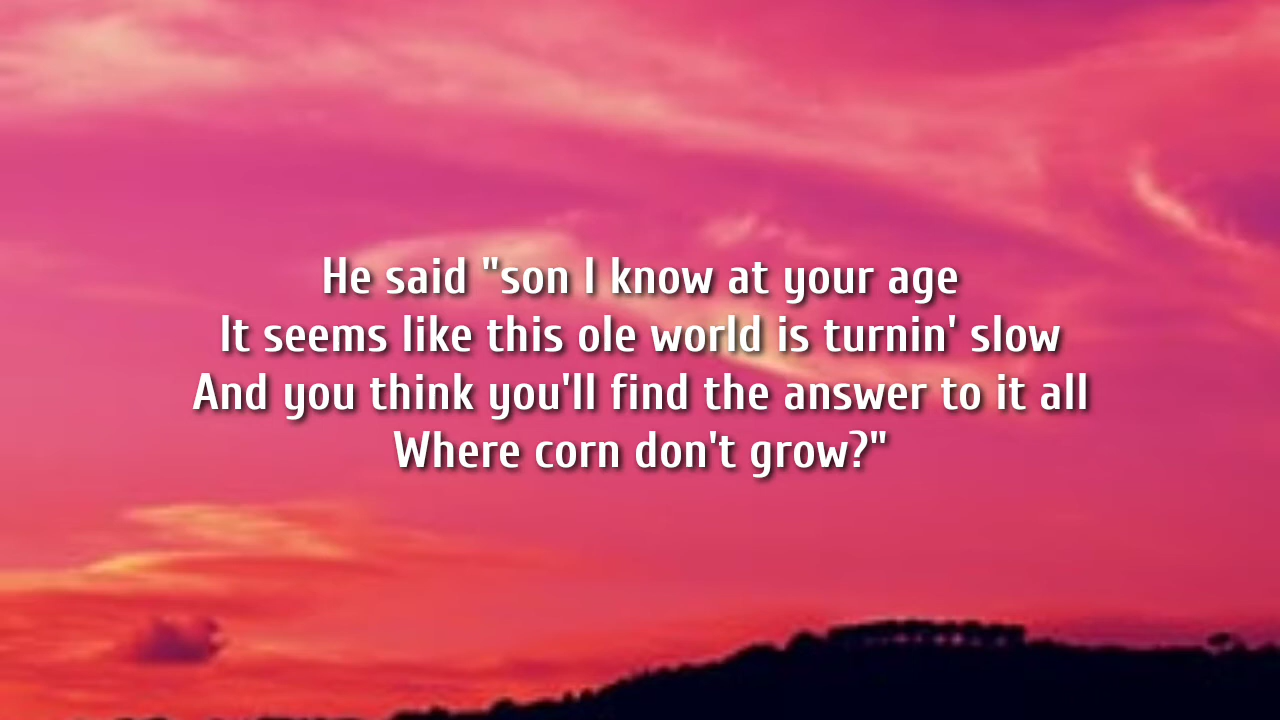 He said "son I know at your age
It seems like this ole world is turnin' slow
And you think you'll find the answer to it all
Where corn don't grow?"